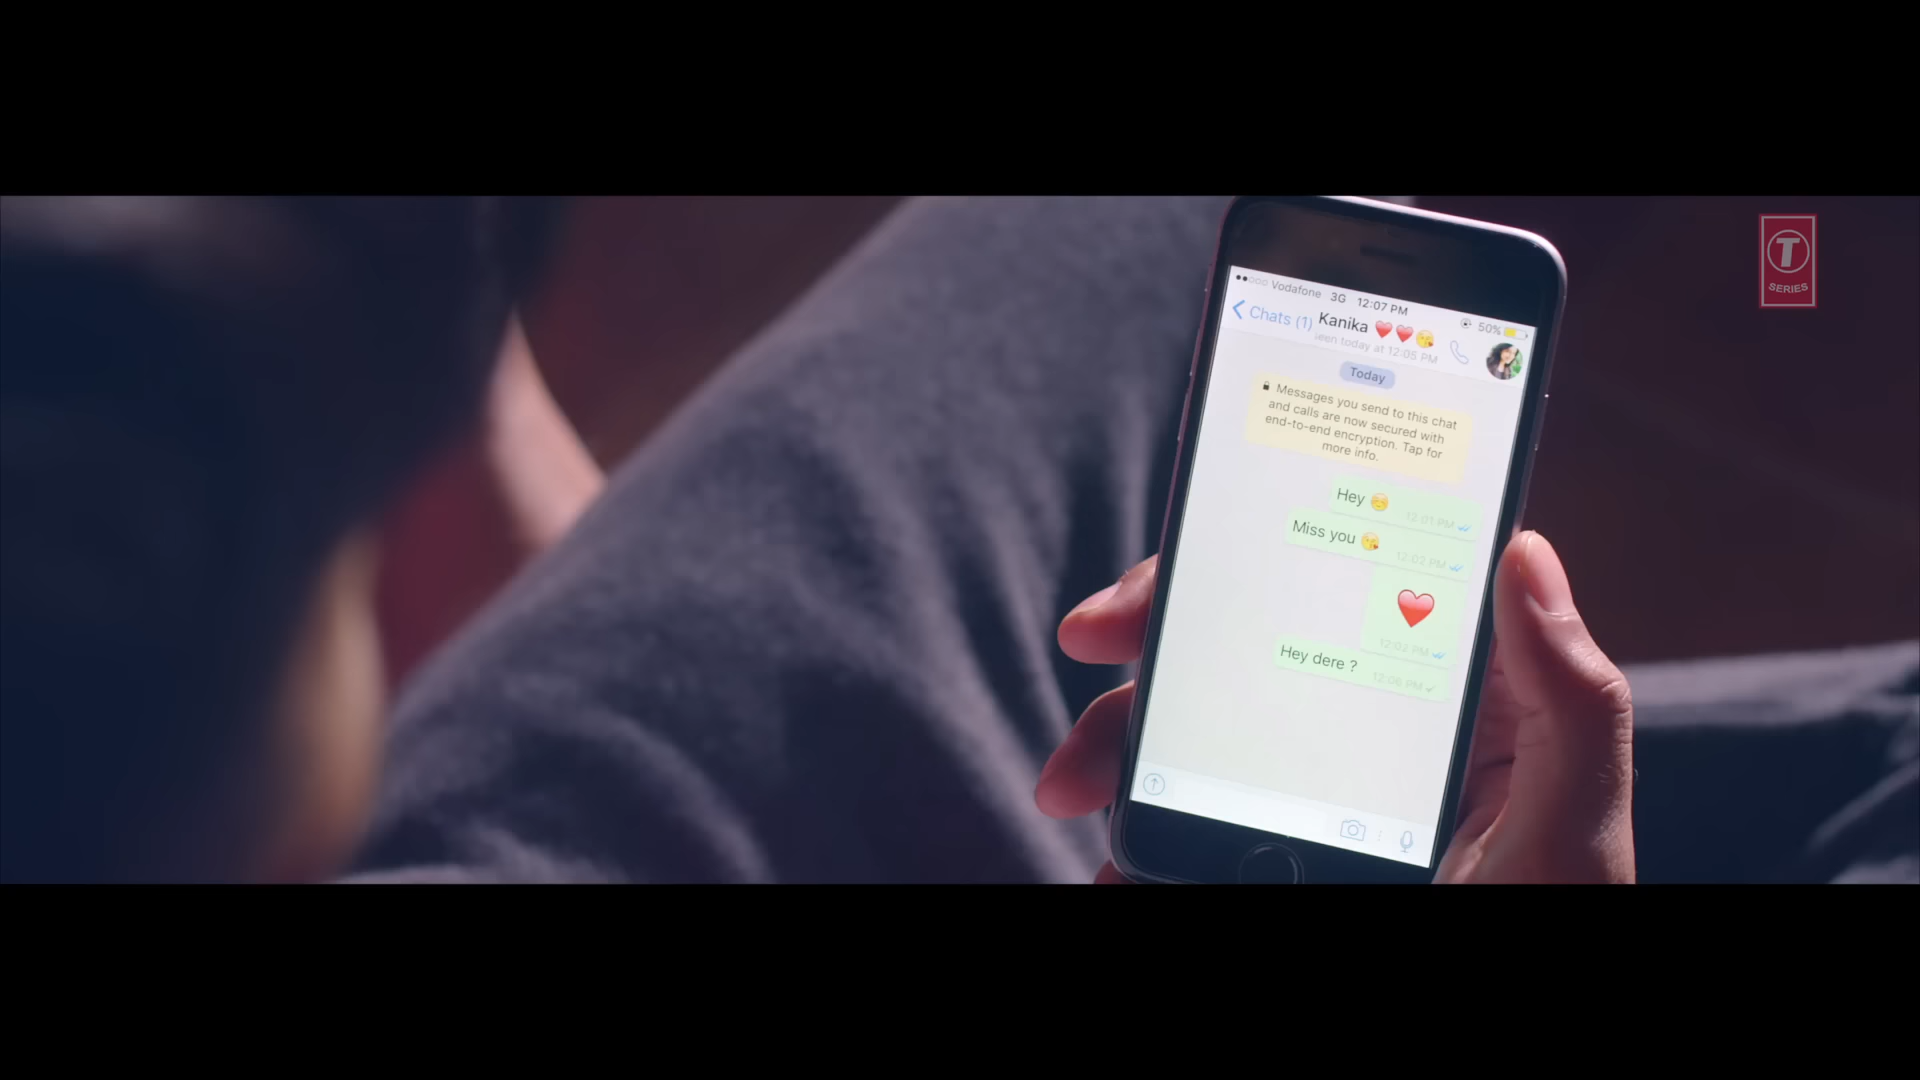 T
SERIES
Vodafone 3G 12:07 PM 50%
Chats (1) Kanika ❤️❤️😘
een today at 12:05 PM
Today
Messages you send to this chat
and calls are now secured with
end-to-end encryption. Tap for
more info.
Hey ☺️ 12:01 PM
Miss you 😘 12:02 PM
❤️
12:02 PM
Hey dere ? 12:06 PM